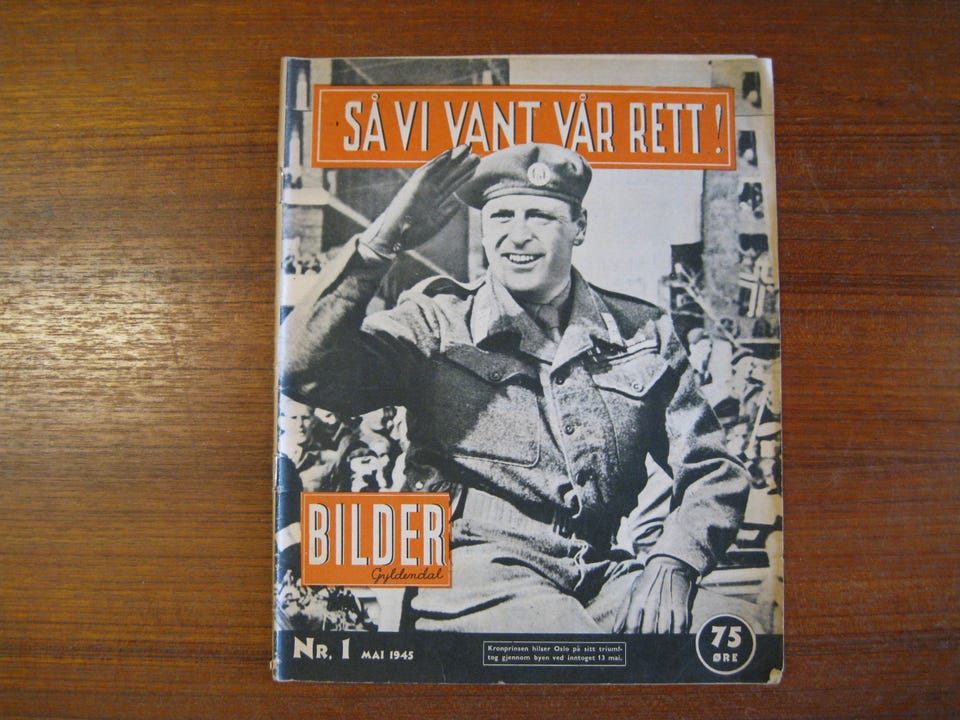 SÅ VI VANT VÅR RETT!
BILDER
Gyldendal
NR. 1 MAI 1945
Kronprinsen hilser Oslo på sitt triumf-
tog gjennom byen ved inntoget 13 mai.
75
ØRE